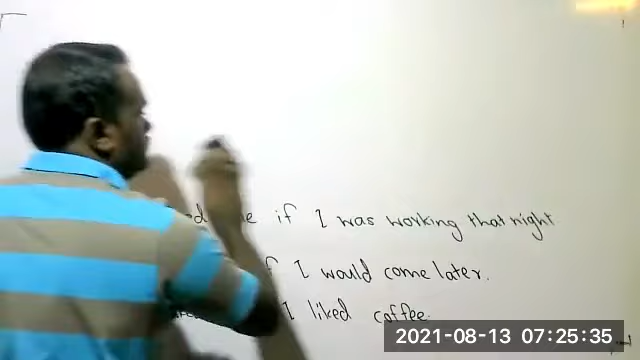 if I was working that night
I would come later.
I liked coffee.
2021-08-13 07:25:35